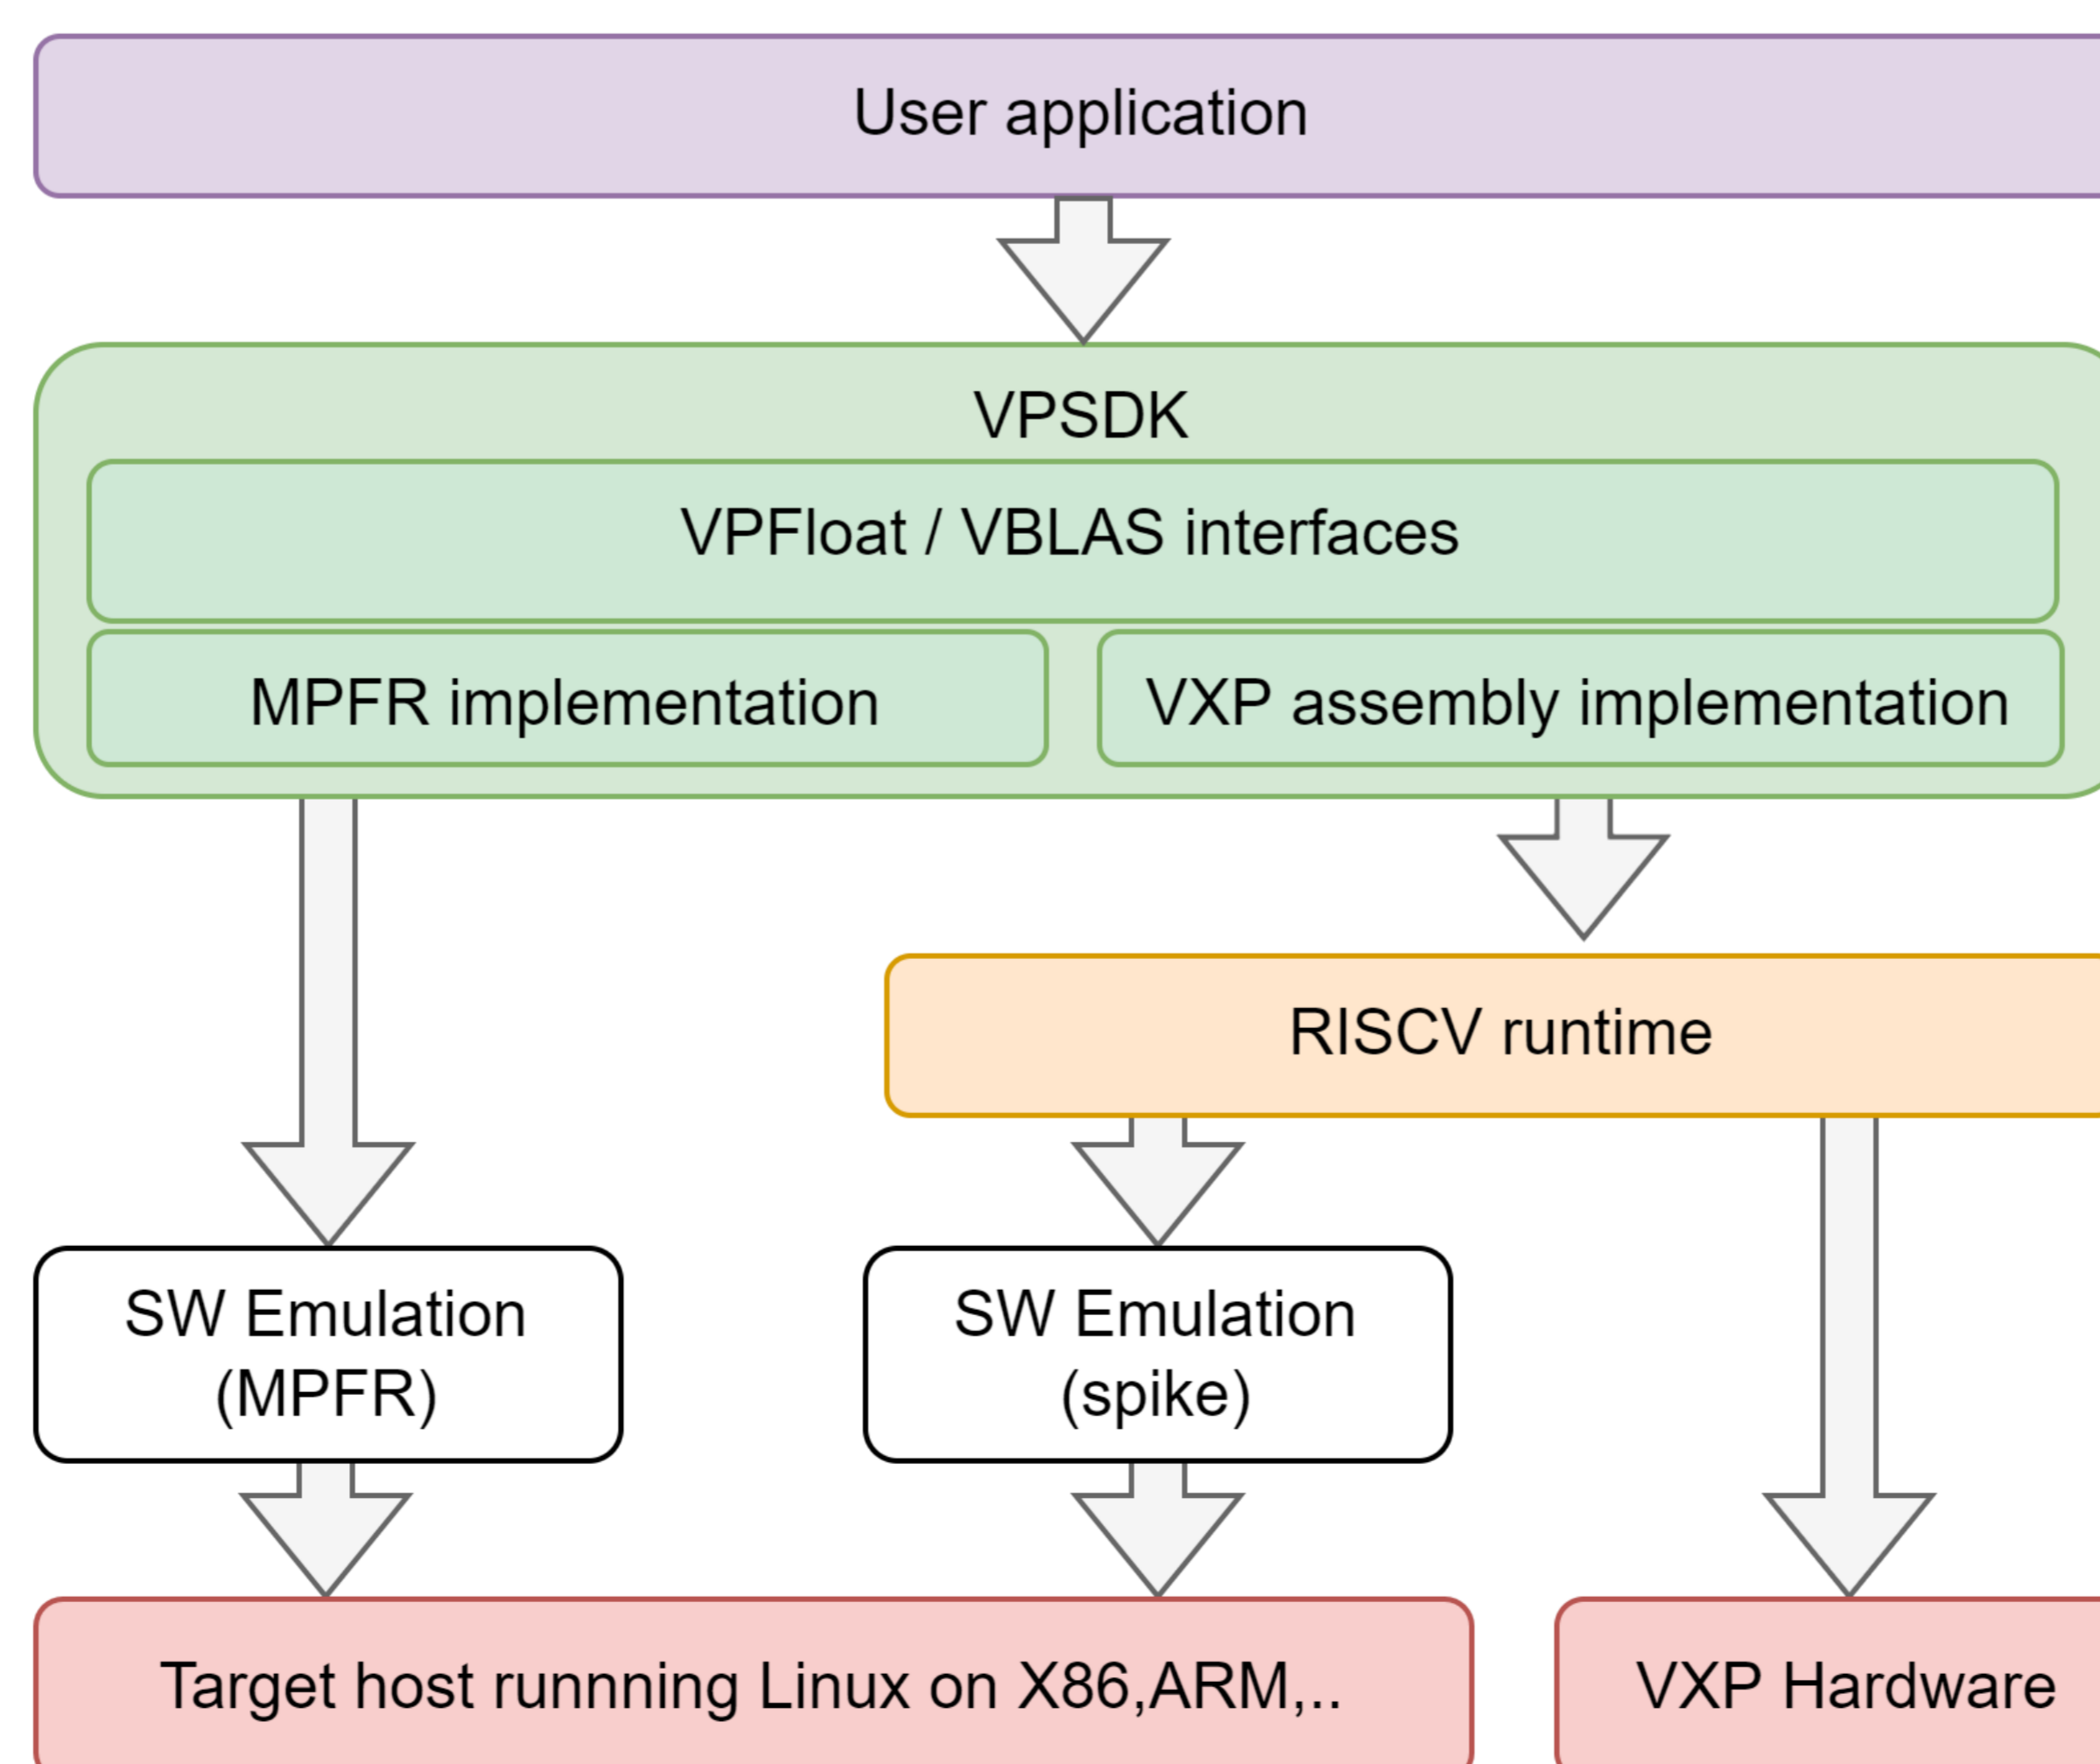 User application
VPSDK
VPFloat / VBLAS interfaces
MPFR implementation
VXP assembly implementation
RISCV runtime
SW Emulation
(MPFR)
SW Emulation
(spike)
Target host runnning Linux on X86,ARM,..
VXP Hardware